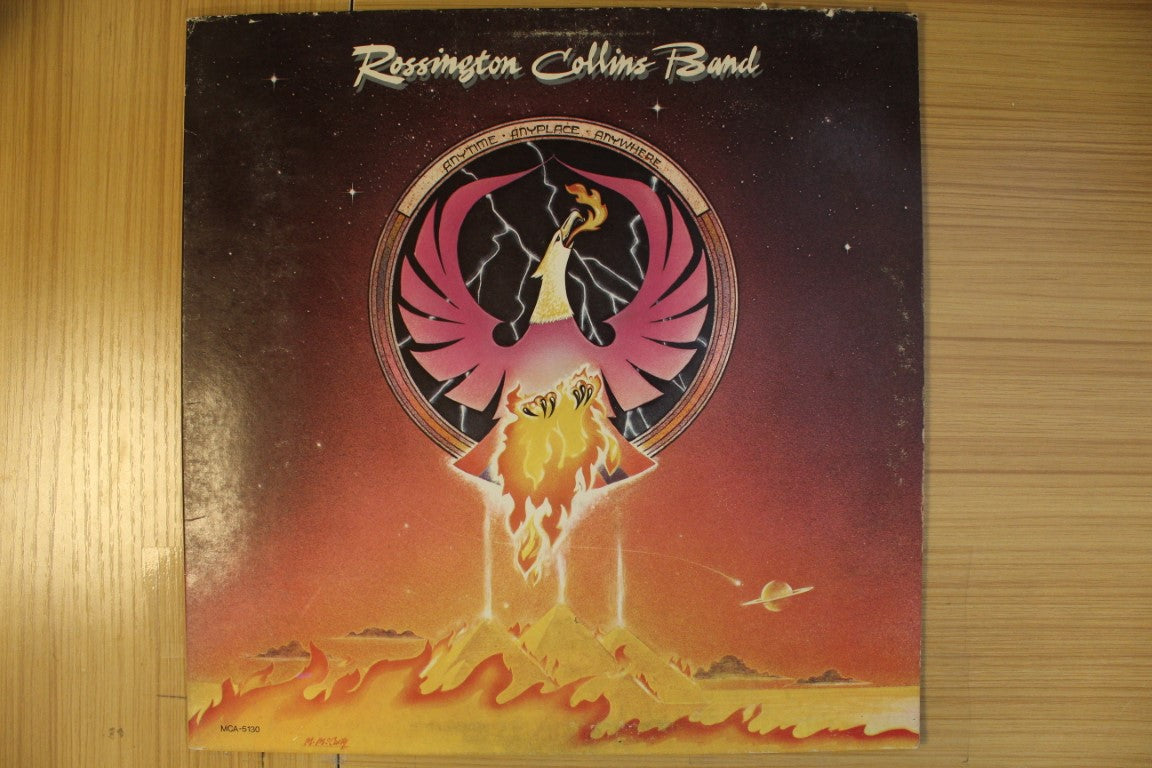 Rossington Collins Band
ANYTIME • ANYPLACE • ANYWHERE
MCA-5130